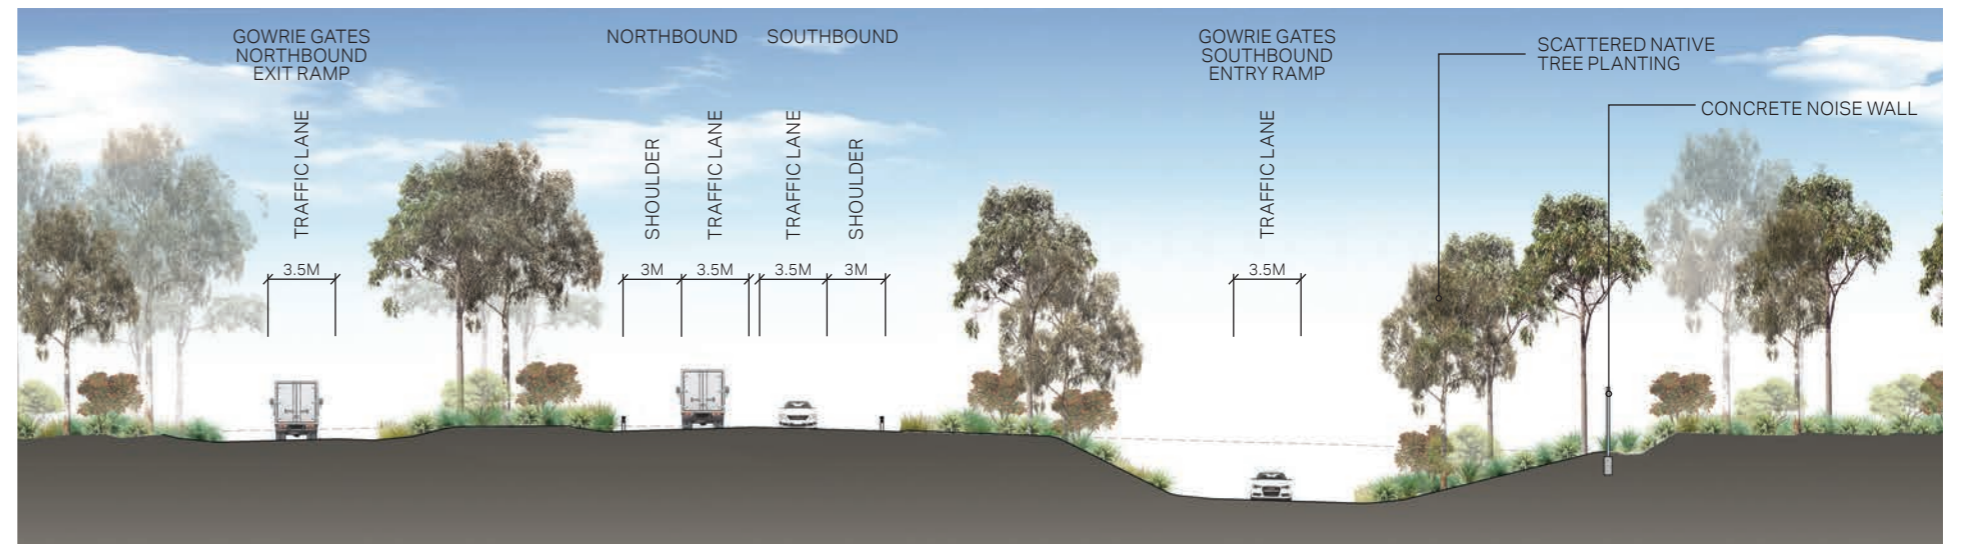 GOWRIE GATES
NORTHBOUND
EXIT RAMP
NORTHBOUND
SOUTHBOUND
GOWRIE GATES
SOUTHBOUND
ENTRY RAMP
SCATTERED NATIVE
TREE PLANTING
CONCRETE NOISE WALL
TRAFFIC LANE
SHOULDER
TRAFFIC LANE
TRAFFIC LANE
SHOULDER
TRAFFIC LANE
3.5M
3M
3.5M
3.5M
3M
3.5M